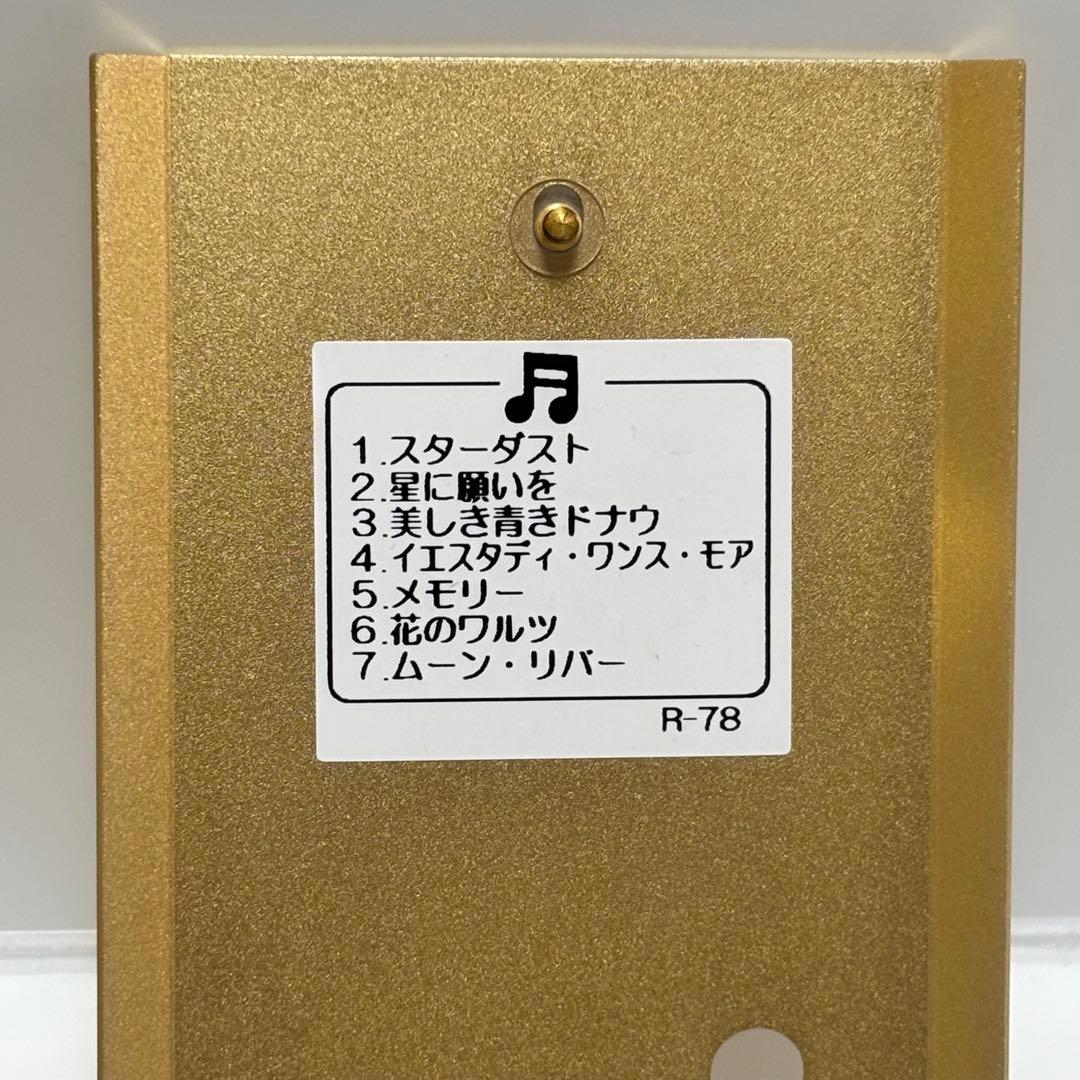 1.スターダスト
2.星に願いを
3.美しき青きドナウ
4.イエスタディ・ワンス・モア
5.メモリー
6.花のワルツ
7.ムーン・リバー
R-78